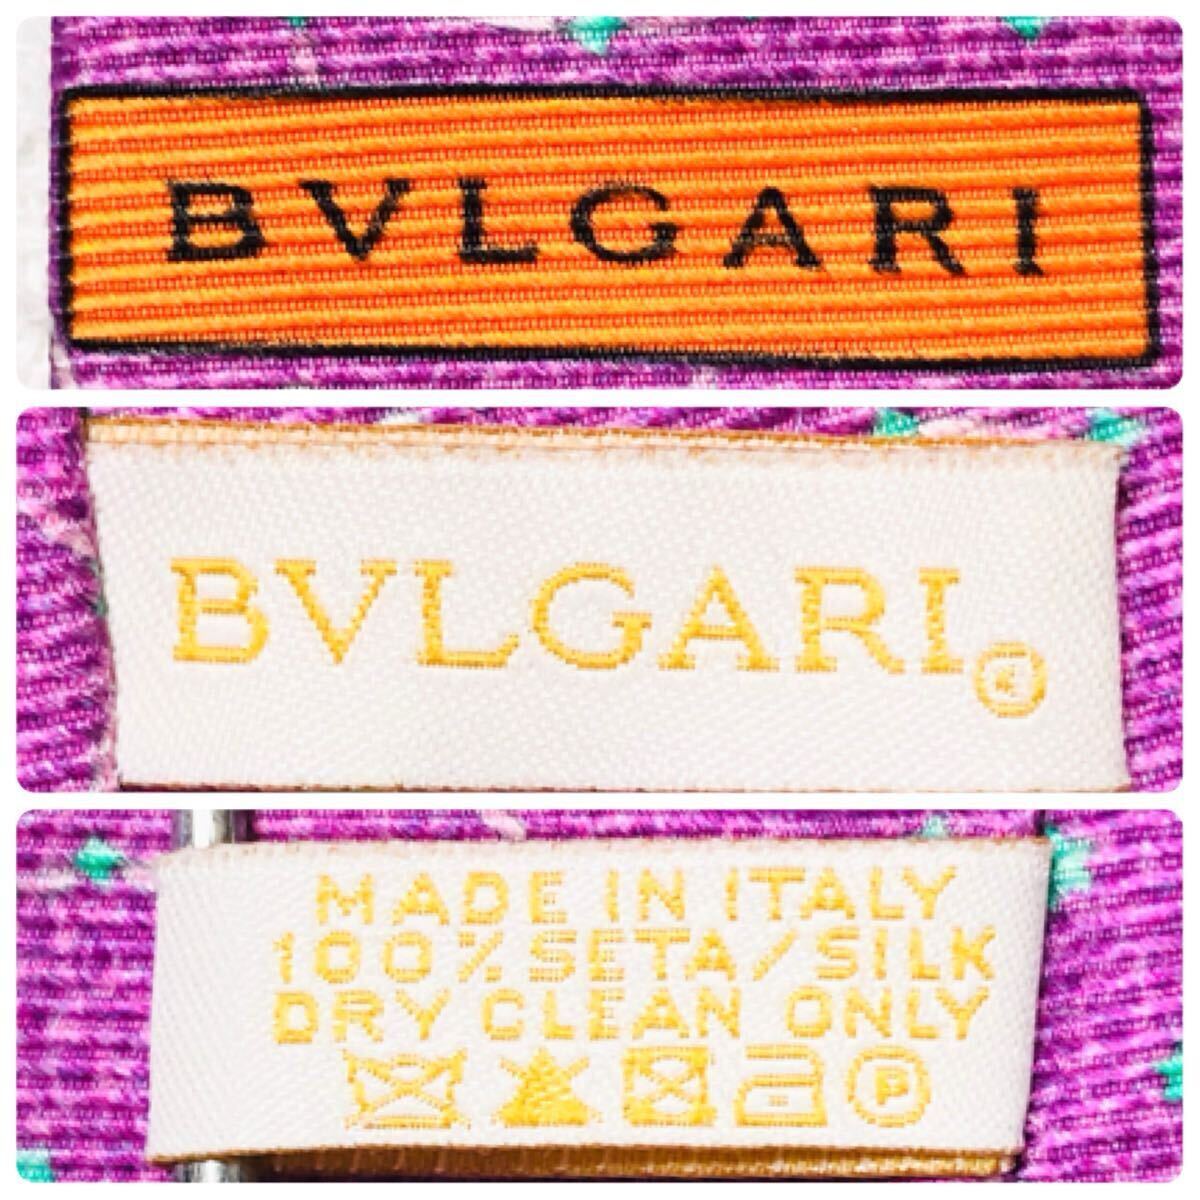 BVLGARI
BVLGARI®
MADE IN ITALY
100% SETA/SILK
DRY CLEAN ONLY
P